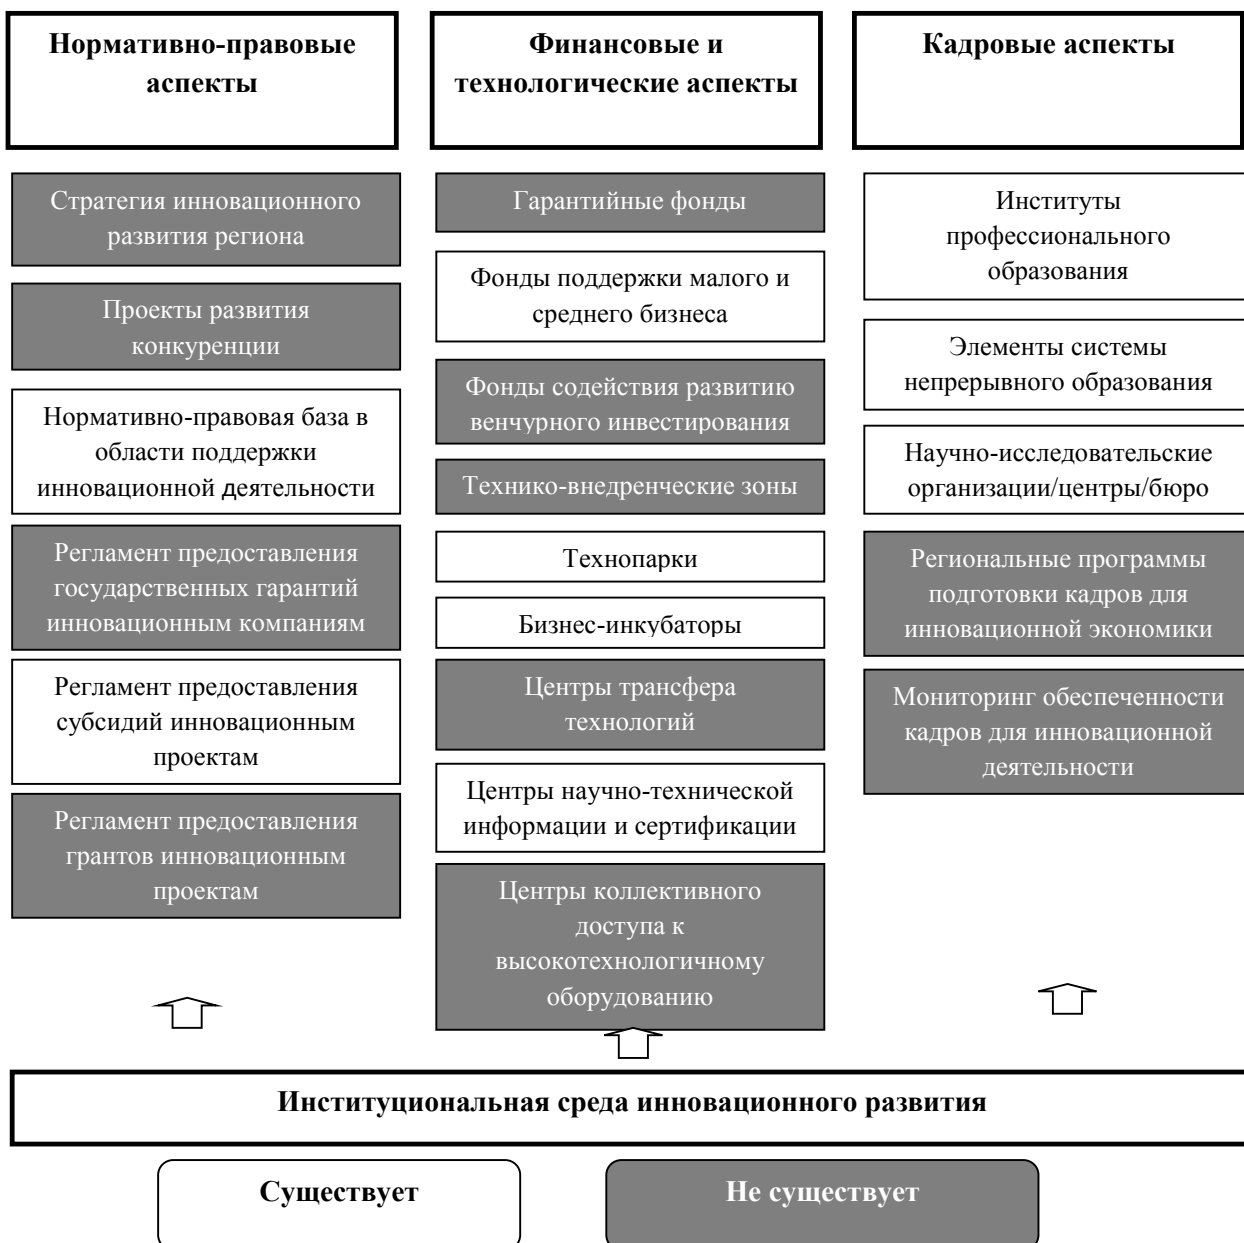 Нормативно-правовые
аспекты
Финансовые и
технологические аспекты
Кадровые аспекты
Стратегия инновационного
развития региона
Проекты развития
конкуренции
Нормативно-правовая база в
области поддержки
инновационной деятельности
Регламент предоставления
государственных гарантий
инновационным компаниям
Регламент предоставления
субсидий инновационным
проектам
Регламент предоставления
грантов инновационным
проектам
Гарантийные фонды
Фонды поддержки малого и
среднего бизнеса
Фонды содействия развитию
венчурного инвестирования
Технико-внедренческие зоны
Технопарки
Бизнес-инкубаторы
Центры трансфера
технологий
Центры научно-технической
информации и сертификации
Центры коллективного
доступа к
высокотехнологичному
оборудованию
Институты
профессионального
образования
Элементы системы
непрерывного образования
Научно-исследовательские
организации/центры/бюро
Региональные программы
подготовки кадров для
инновационной экономики
Мониторинг обеспеченности
кадров для инновационной
деятельности
Институциональная среда инновационного развития
Существует
Не существует